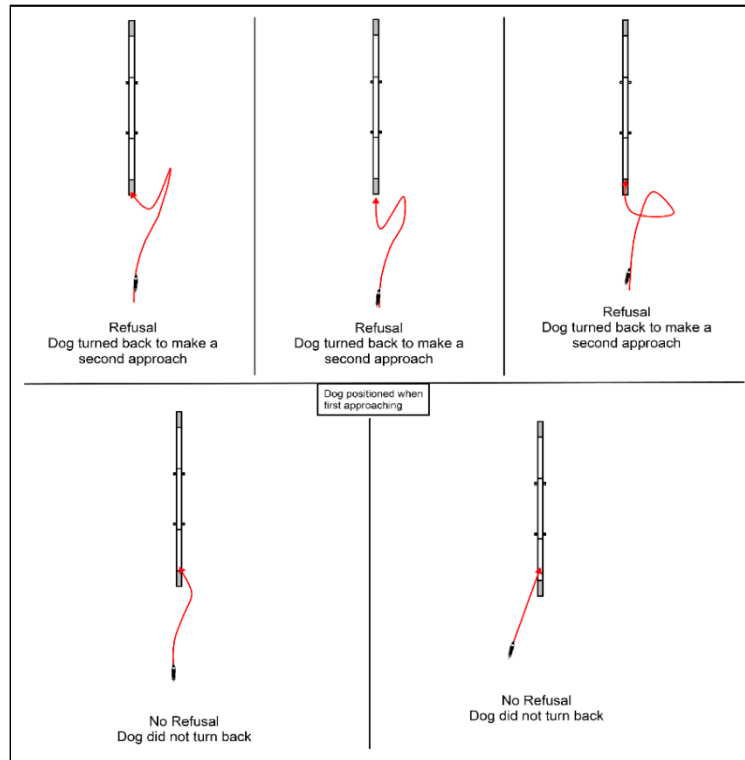 Refusal
Dog turned back to make a
second approach
Refusal
Dog turned back to make a
second approach
Refusal
Dog turned back to make a
second approach
Dog positioned when
first approaching
No Refusal
Dog did not turn back
No Refusal
Dog did not turn back